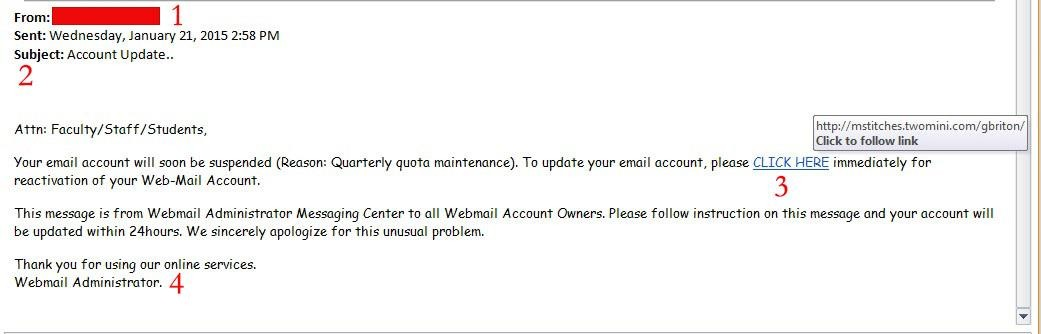 From: 1
Sent: Wednesday, January 21, 2015 2:58 PM
Subject: Account Update..
2
Attn: Faculty/Staff/Students,
http://mstitches.twomini.com/gbriton/
Click to follow link
Your email account will soon be suspended (Reason: Quarterly quota maintenance). To update your email account, please CLICK HERE immediately for
3
reactivation of your Web-Mail Account.
This message is from Webmail Administrator Messaging Center to all Webmail Account Owners. Please follow instruction on this message and your account will
be updated within 24hours. We sincerely apologize for this unusual problem.
Thank you for using our online services.
Webmail Administrator. 4